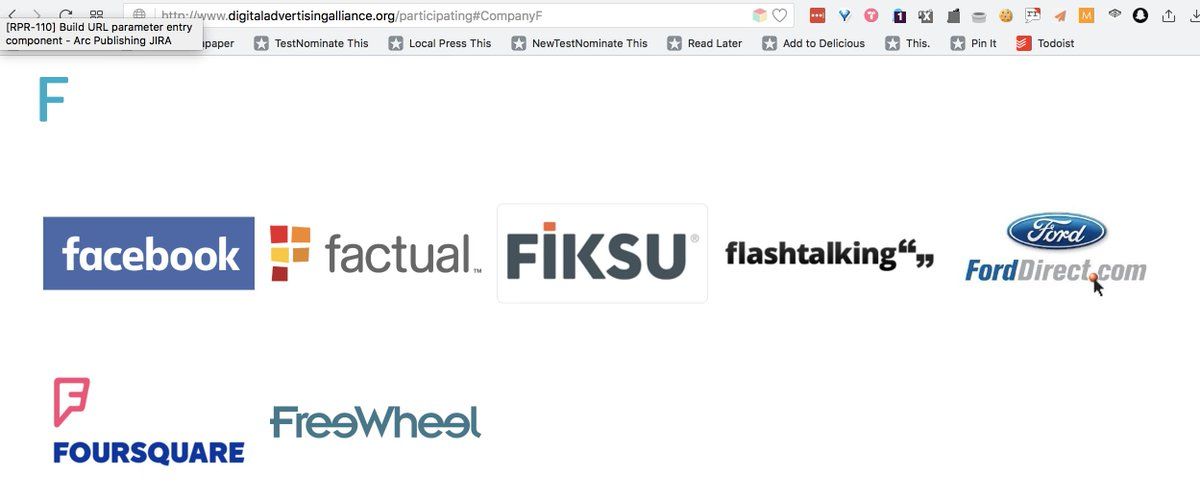 http://www.digitaladvertisingalliance.org/participating#CompanyF
[RPR-110] Build URL parameter entry
component - Arc Publishing JIRA
paper
TestNominate This
Local Press This
NewTestNominate This
Read Later
Add to Delicious
This.
Pin It
Todoist
F
facebook
factual™
FIKSU®
flashtalking“„
Ford
FordDirect.com
FOURSQUARE
FreeWheel